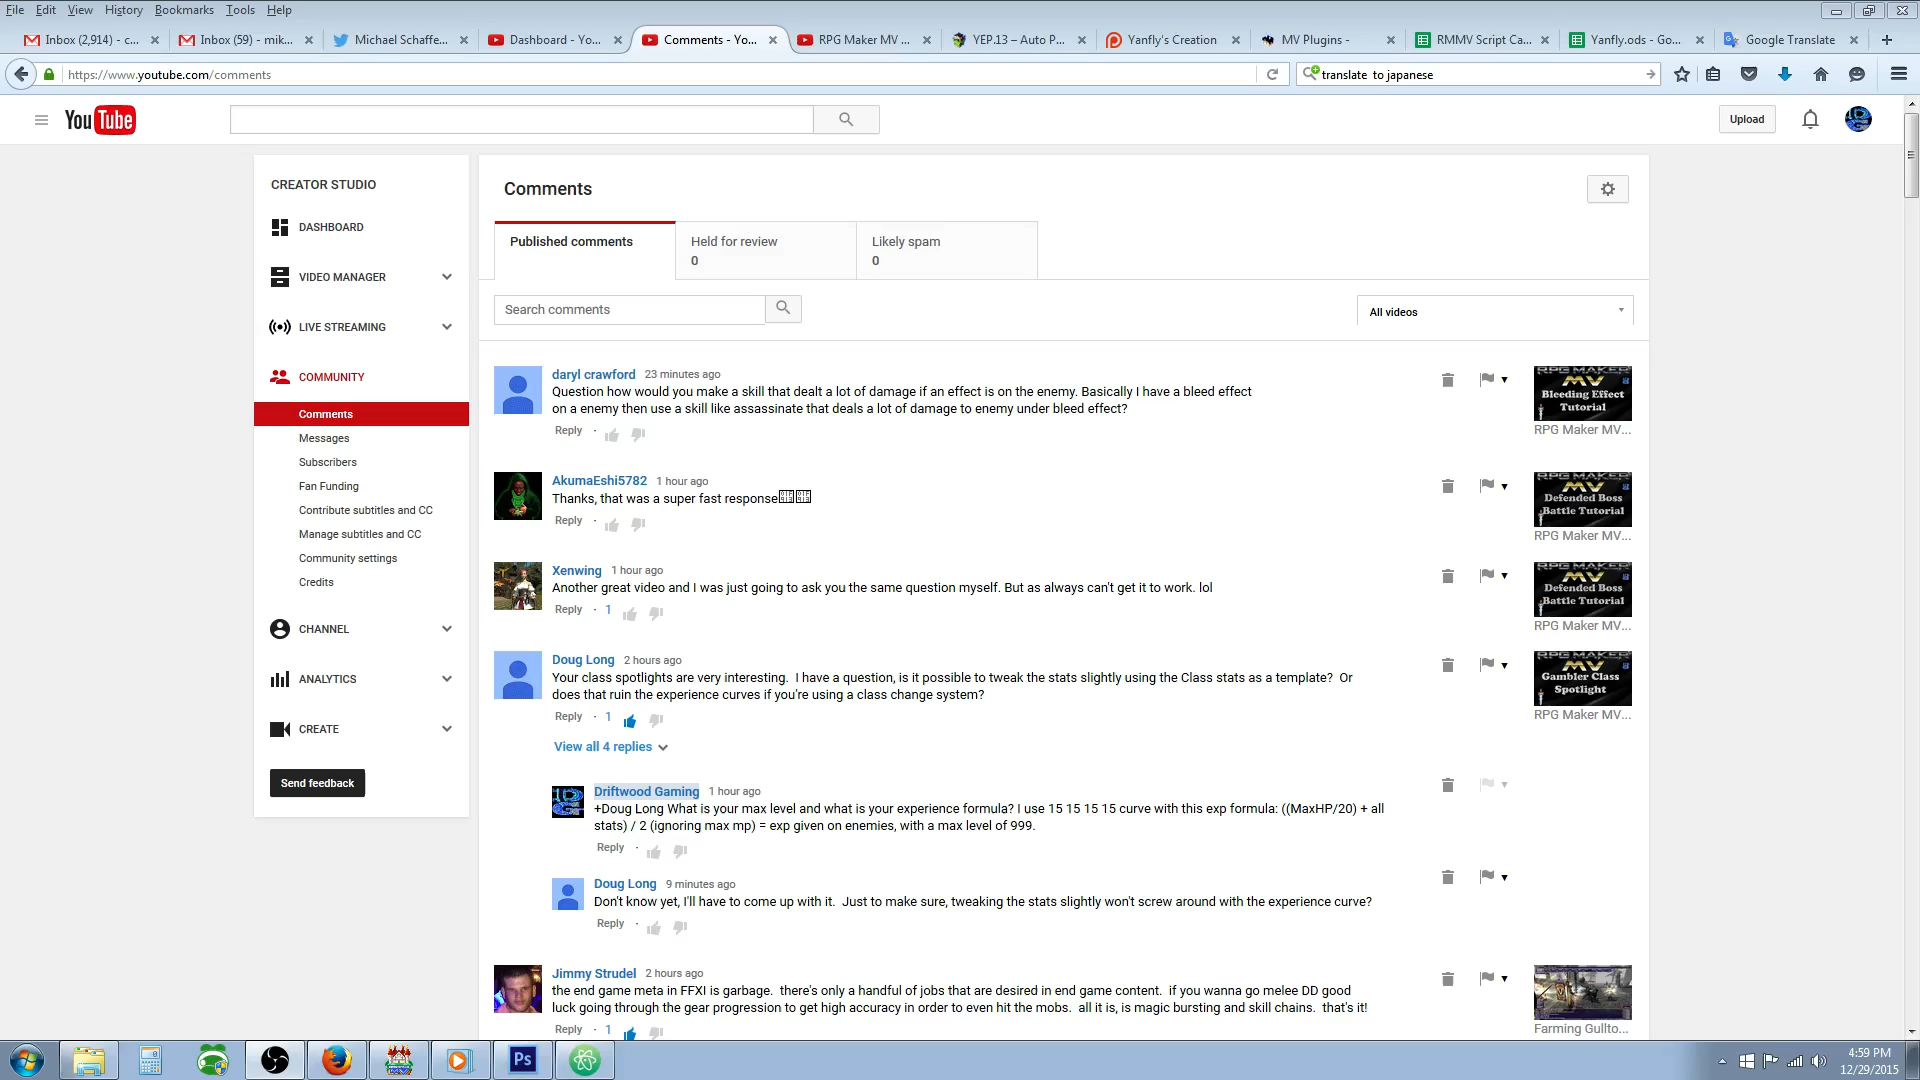 File Edit View History Bookmarks Tools Help
Inbox (2,914) - c...
Inbox (59) - mik...
Michael Schaffe...
Dashboard - Yo...
Comments - Yo...
RPG Maker MV ...
YEP.13 – Auto P...
Yanfly's Creation
MV Plugins -
RMMV Script Ca...
Yanfly.ods - Go...
Google Translate
https://www.youtube.com/comments
translate to japanese
YouTube
Upload
CREATOR STUDIO
DASHBOARD
VIDEO MANAGER
LIVE STREAMING
COMMUNITY
Comments
Messages
Subscribers
Fan Funding
Contribute subtitles and CC
Manage subtitles and CC
Community settings
Credits
CHANNEL
ANALYTICS
CREATE
Send feedback
Comments
Published comments
Held for review
0
Likely spam
0
Search comments
All videos
daryl crawford 23 minutes ago
Question how would you make a skill that dealt a lot of damage if an effect is on the enemy. Basically I have a bleed effect
on a enemy then use a skill like assassinate that deals a lot of damage to enemy under bleed effect?
Reply ·
RPG MAKER
MV
Bleeding Effect
Tutorial
RPG Maker MV...
AkumaEshi5782 1 hour ago
Thanks, that was a super fast response
Reply ·
RPG MAKER
MV
Defended Boss
Battle Tutorial
RPG Maker MV...
Xenwing 1 hour ago
Another great video and I was just going to ask you the same question myself. But as always can't get it to work. lol
Reply · 1
RPG MAKER
MV
Defended Boss
Battle Tutorial
RPG Maker MV...
Doug Long 2 hours ago
Your class spotlights are very interesting. I have a question, is it possible to tweak the stats slightly using the Class stats as a template? Or
does that ruin the experience curves if you're using a class change system?
Reply · 1
RPG MAKER
MV
Gambler Class
Spotlight
RPG Maker MV...
View all 4 replies
Driftwood Gaming 1 hour ago
+Doug Long What is your max level and what is your experience formula? I use 15 15 15 15 curve with this exp formula: ((MaxHP/20) + all
stats) / 2 (ignoring max mp) = exp given on enemies, with a max level of 999.
Reply ·
Doug Long 9 minutes ago
Don't know yet, I'll have to come up with it. Just to make sure, tweaking the stats slightly won't screw around with the experience curve?
Reply ·
Jimmy Strudel 2 hours ago
the end game meta in FFXI is garbage. there's only a handful of jobs that are desired in end game content. if you wanna go melee DD good
luck going through the gear progression to get high accuracy in order to even hit the mobs. all it is, is magic bursting and skill chains. that's it!
Reply · 1
Farming Gullto...
Ps
4:59 PM
12/29/2015